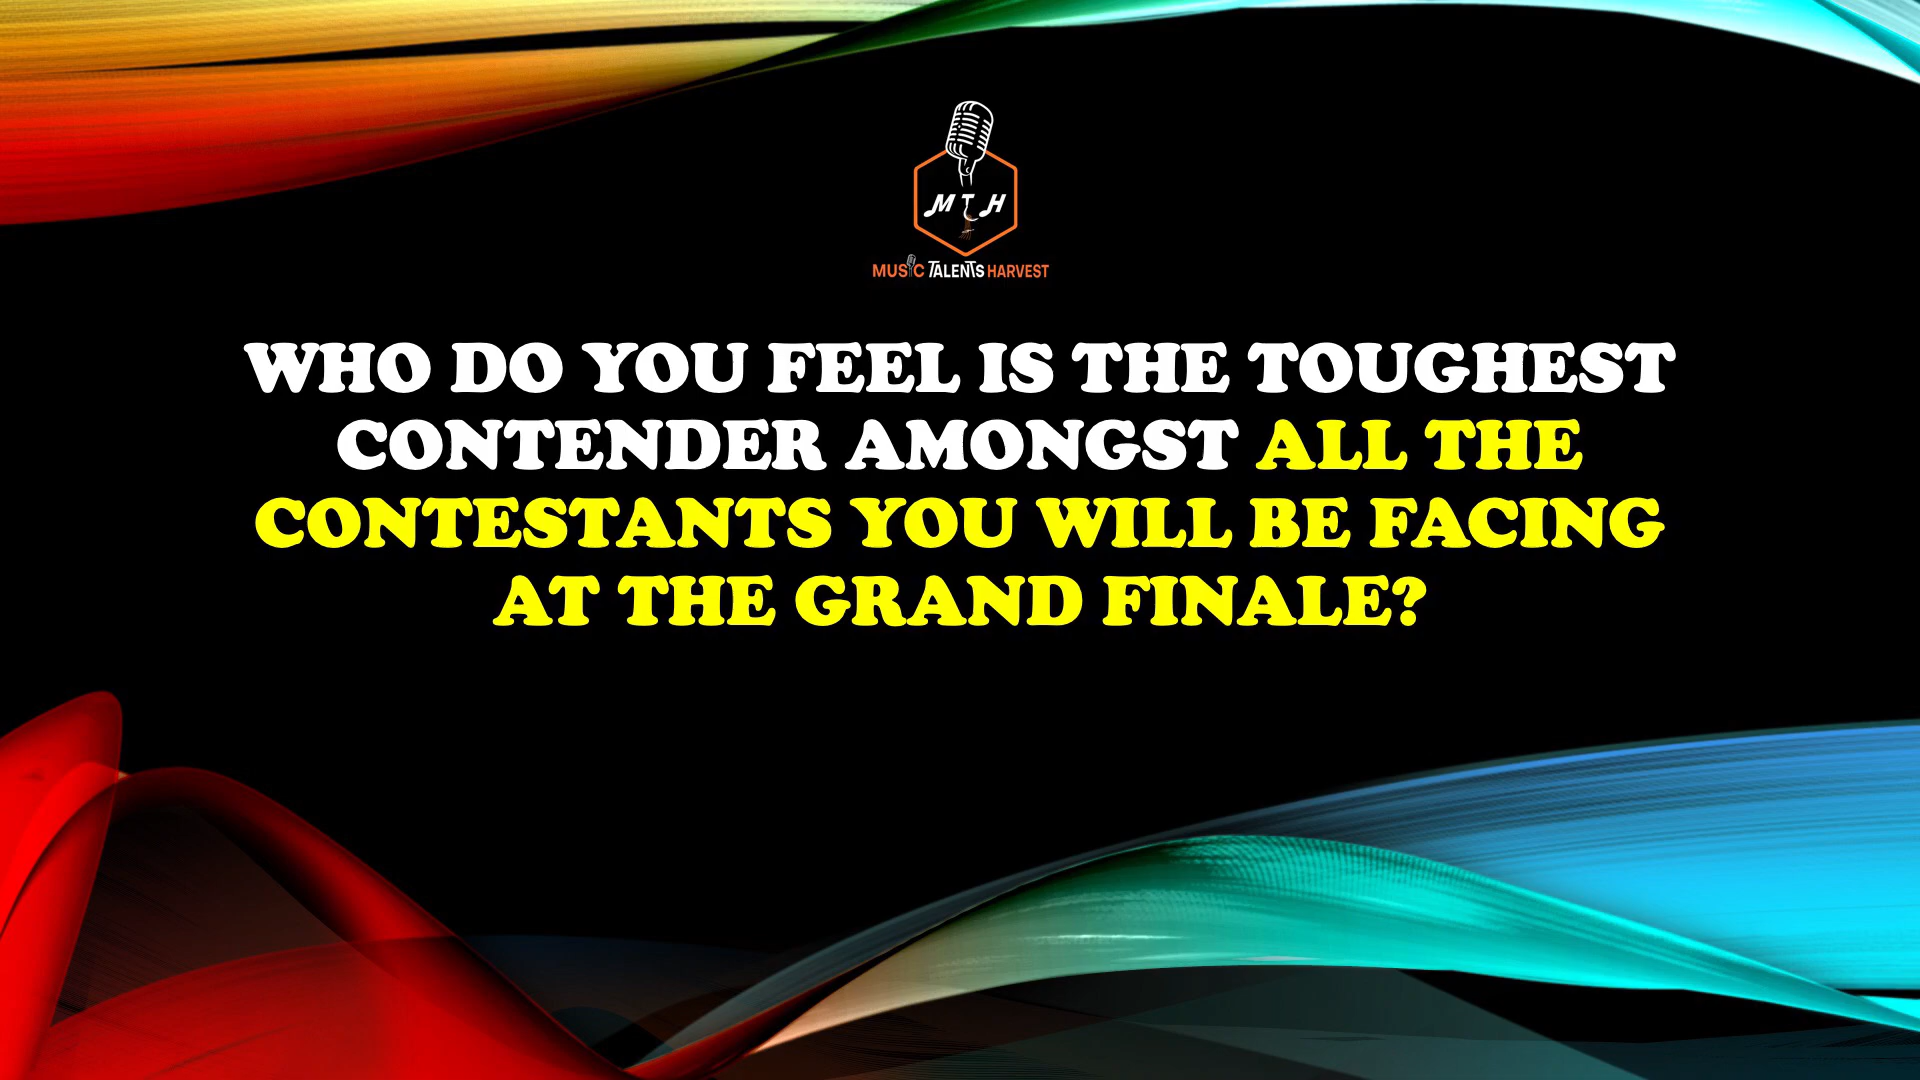 MTH
MUSIC TALENTS HARVEST
WHO DO YOU FEEL IS THE TOUGHEST
CONTENDER AMONGST ALL THE
CONTESTANTS YOU WILL BE FACING
AT THE GRAND FINALE?